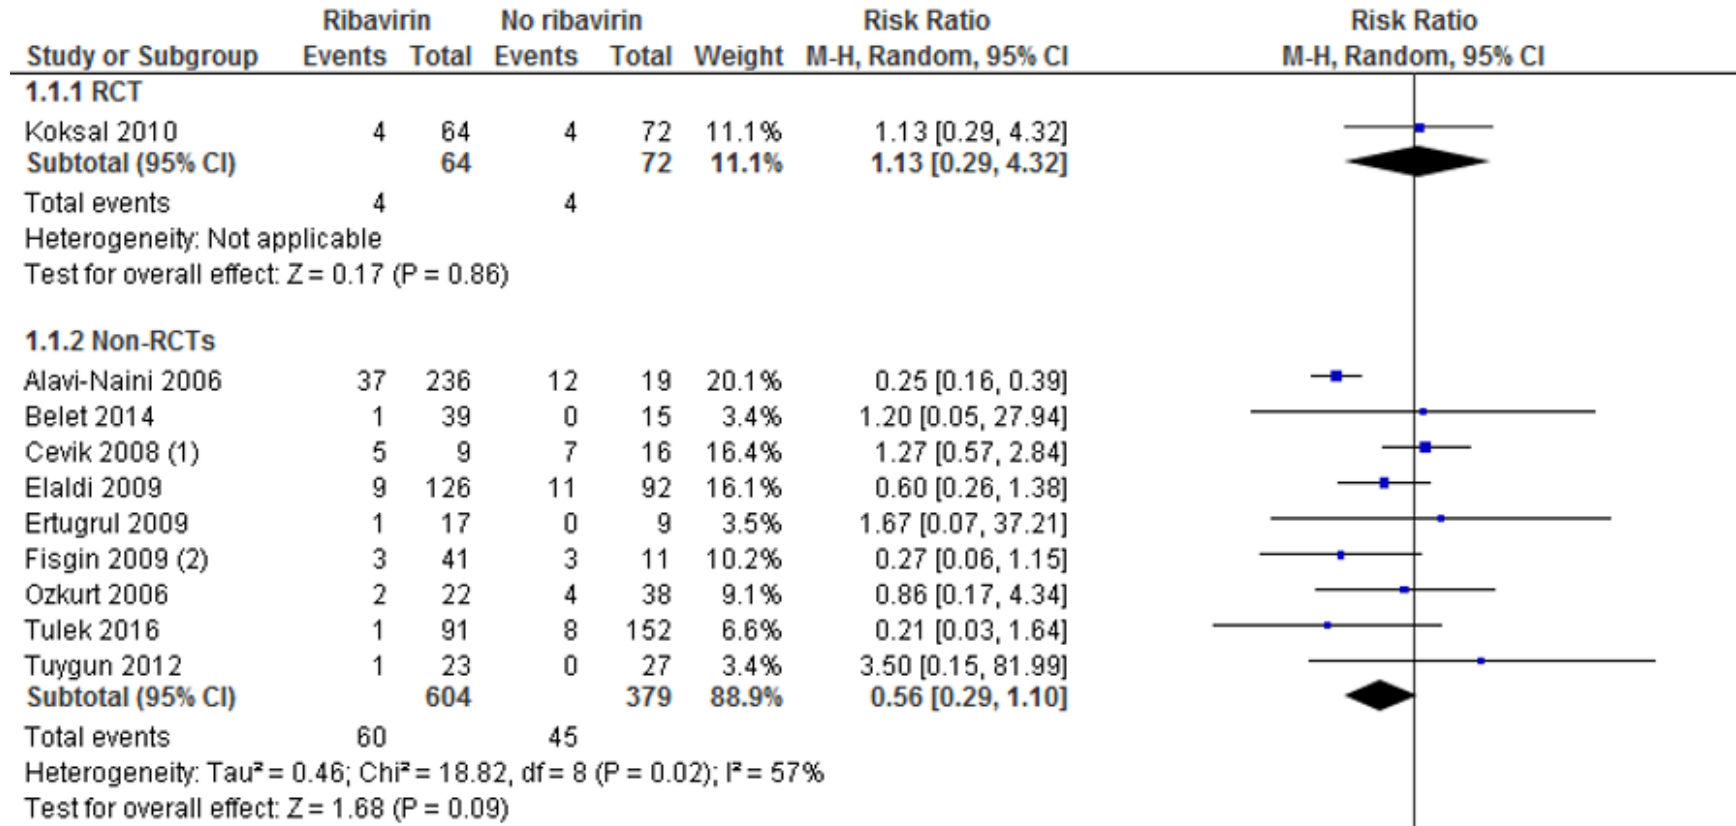 Ribavirin No ribavirin Risk Ratio Risk Ratio
Study or Subgroup Events Total Events Total Weight M-H, Random, 95% CI M-H, Random, 95% CI
1.1.1 RCT
Koksal 2010 4 64 4 72 11.1% 1.13 [0.29, 4.32]
Subtotal (95% CI) 64 72 11.1% 1.13 [0.29, 4.32]
Total events 4 4
Heterogeneity: Not applicable
Test for overall effect: Z = 0.17 (P = 0.86)
1.1.2 Non-RCTs
Alavi-Naini 2006 37 236 12 19 20.1% 0.25 [0.16, 0.39]
Belet 2014 1 39 0 15 3.4% 1.20 [0.05, 27.94]
Cevik 2008 (1) 5 9 7 16 16.4% 1.27 [0.57, 2.84]
Elaldi 2009 9 126 11 92 16.1% 0.60 [0.26, 1.38]
Ertugrul 2009 1 17 0 9 3.5% 1.67 [0.07, 37.21]
Fisgin 2009 (2) 3 41 3 11 10.2% 0.27 [0.06, 1.15]
Ozkurt 2006 2 22 4 38 9.1% 0.86 [0.17, 4.34]
Tulek 2016 1 91 8 152 6.6% 0.21 [0.03, 1.64]
Tuygun 2012 1 23 0 27 3.4% 3.50 [0.15, 81.99]
Subtotal (95% CI) 604 379 88.9% 0.56 [0.29, 1.10]
Total events 60 45
Heterogeneity: Tau² = 0.46; Chi² = 18.82, df = 8 (P = 0.02); I² = 57%
Test for overall effect: Z = 1.68 (P = 0.09)